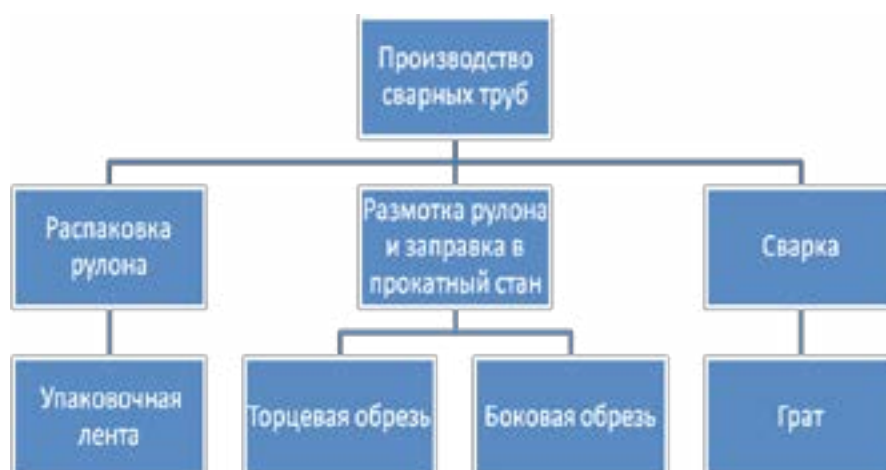 Производство
сварных труб
Распаковка
рулона
Размотка рулона
и заправка в
прокатный стан
Сварка
Упаковочная
лента
Торцевая обрезь
Боковая обрезь
Грат